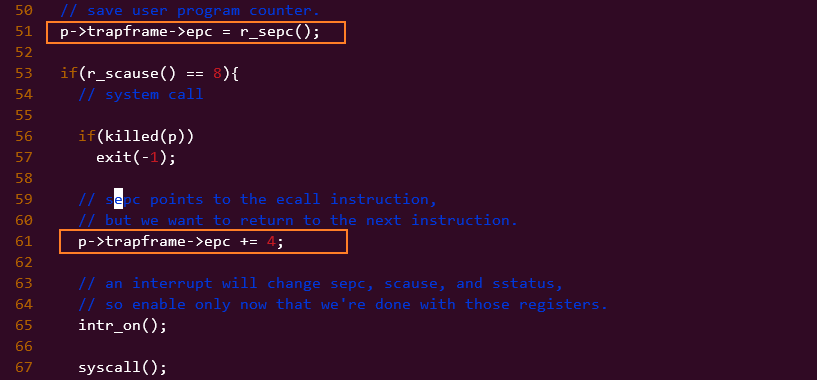 50 // save user program counter.
51 p->trapframe->epc = r_sepc();
52
53 if(r_scause() == 8){
54 // system call
55
56 if(killed(p))
57 exit(-1);
58
59 // sepc points to the ecall instruction,
60 // but we want to return to the next instruction.
61 p->trapframe->epc += 4;
62
63 // an interrupt will change sepc, scause, and sstatus,
64 // so enable only now that we're done with those registers.
65 intr_on();
66
67 syscall();